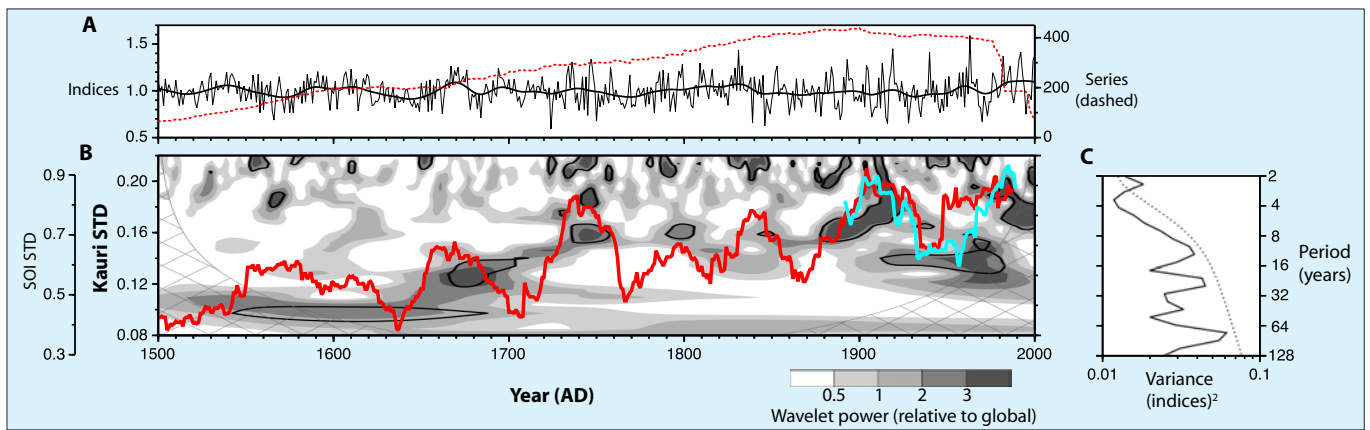 A
1.5
Indices 1.0
0.5
400
200
0
Series
(dashed)
B
SOI STD
0.9
0.7
0.5
0.3
Kauri STD
0.20
0.16
0.12
0.08
1500 1600 1700 1800 1900 2000
Year (AD)
0.5 1 2 3
Wavelet power (relative to global)
C
2
4
8
16
32
64
128
Period
(years)
0.01 0.1
Variance
(indices)²